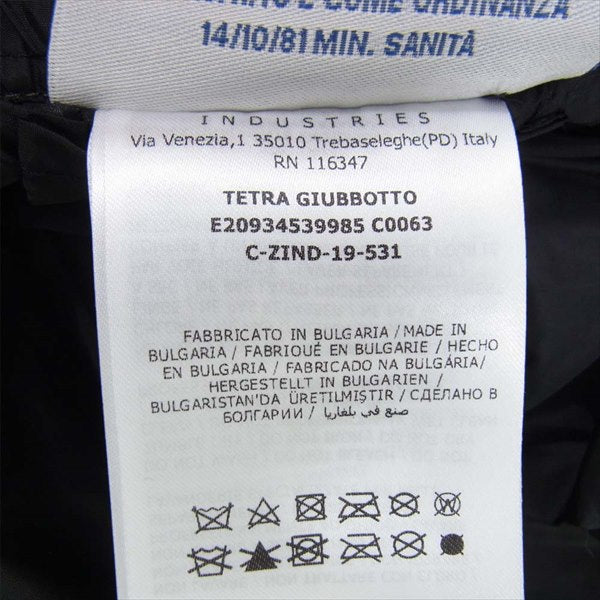 COME ORDINANZA
14/10/81 MIN. SANITÀ
INDUSTRIES
Via Venezia,1 35010 Trebaseleghe(PD) Italy
RN 116347
TETRA GIUBBOTTO
E20934539985 C0063
C-ZIND-19-531
FABBRICATO IN BULGARIA / MADE IN
BULGARIA / FABRIQUÉ EN BULGARIE / HECHO
EN BULGARIA / FABRICADO NA BULGÁRIA/
HERGESTELLT IN BULGARIEN /
BULGARISTAN'DA ÜRETILMIŞTIR / СДЕЛАНО В
БОЛГАРИИ / صنع في بلغاريا